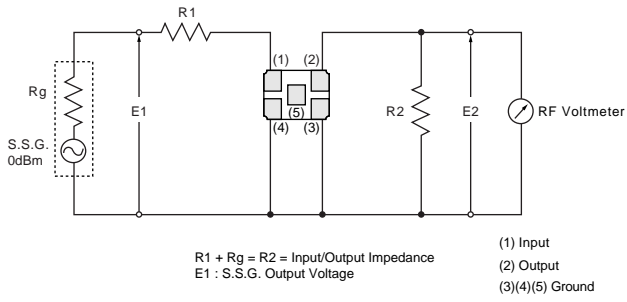 R1
(1) (2)
Rg
E1
(5)
R2
E2
RF Voltmeter
(4) (3)
S.S.G.
0dBm
R1 + Rg = R2 = Input/Output Impedance
E1 : S.S.G. Output Voltage
(1) Input
(2) Output
(3)(4)(5) Ground